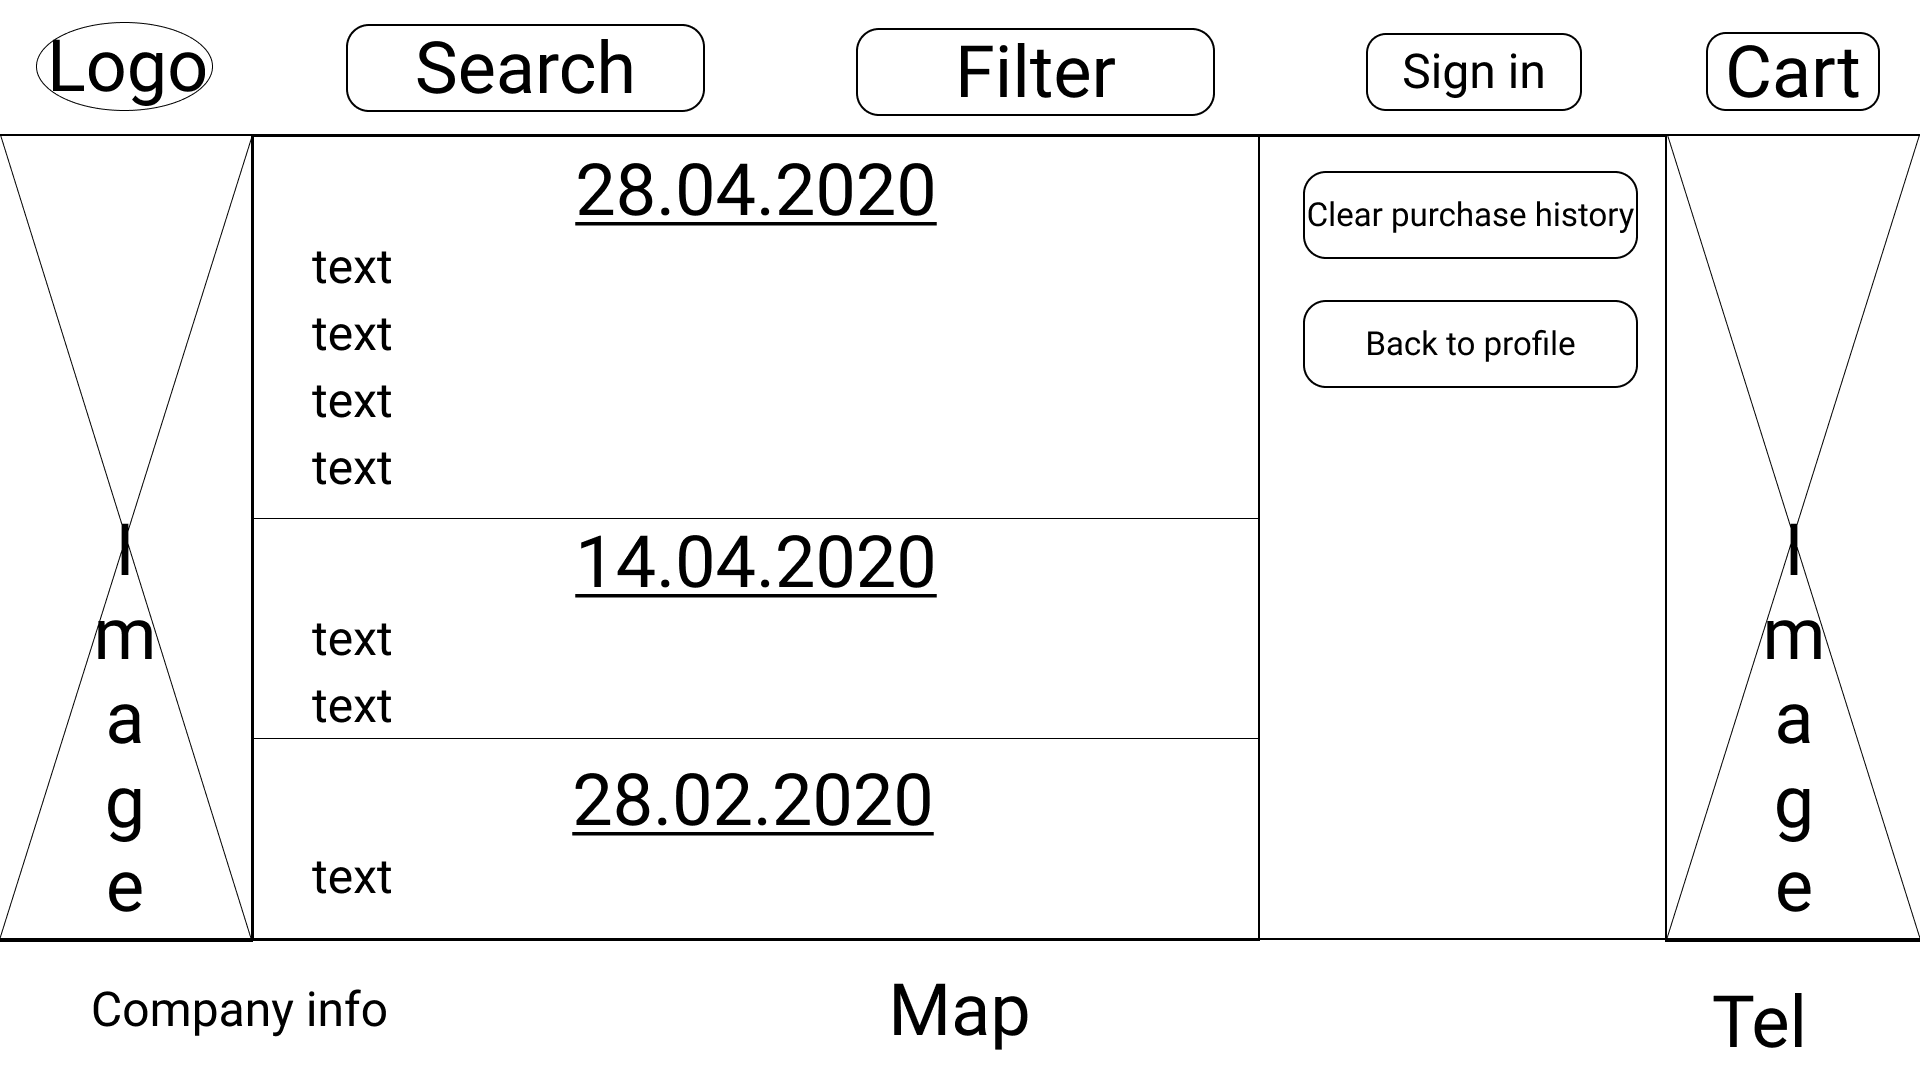 Logo
Search
Filter
Sign in
Cart
28.04.2020
text
text
text
text
14.04.2020
text
text
28.02.2020
text
Clear purchase history
Back to profile
I
m
a
g
e
I
m
a
g
e
Company info
Map
Tel